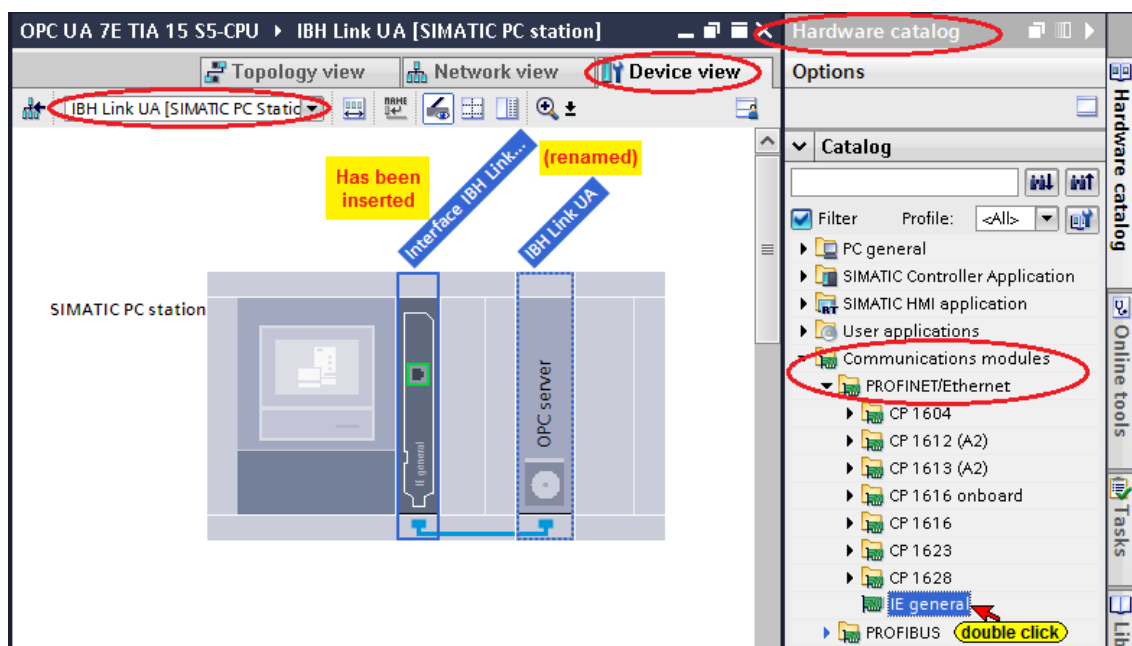 OPC UA 7E TIA 15 S5-CPU ▸ IBH Link UA [SIMATIC PC station]
Topology view
Network view
Device view
IBH Link UA [SIMATIC PC Static
Has been
inserted
(renamed)
Interface IBH Link...
IBH Link UA
SIMATIC PC station
IE general
OPC server
Hardware catalog
Options
Catalog
Filter Profile: <All>
PC general
SIMATIC Controller Application
SIMATIC HMI application
User applications
Communications modules
PROFINET/Ethernet
CP 1604
CP 1612 (A2)
CP 1613 (A2)
CP 1616 onboard
CP 1616
CP 1623
CP 1628
IE general
double click
PROFIBUS
Hardware catalog
Online tools
Tasks
Lib